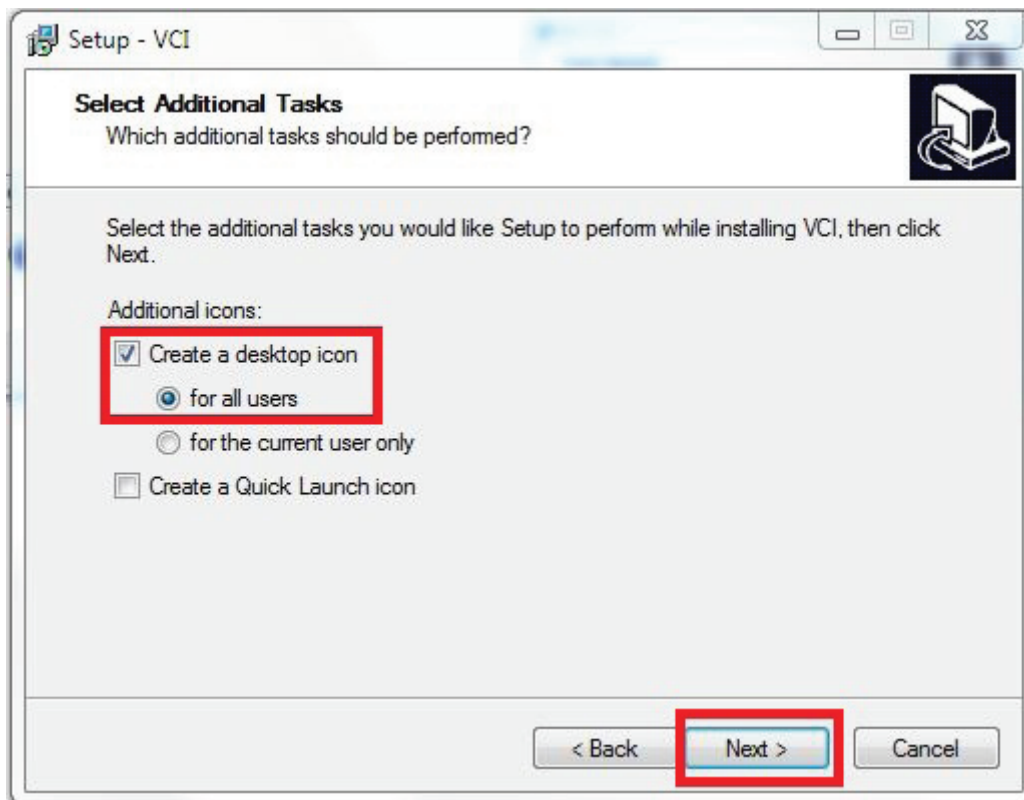 Setup - VCI
Select Additional Tasks
Which additional tasks should be performed?
Select the additional tasks you would like Setup to perform while installing VCI, then click
Next.
Additional icons:
Create a desktop icon
for all users
for the current user only
Create a Quick Launch icon
< Back Next > Cancel